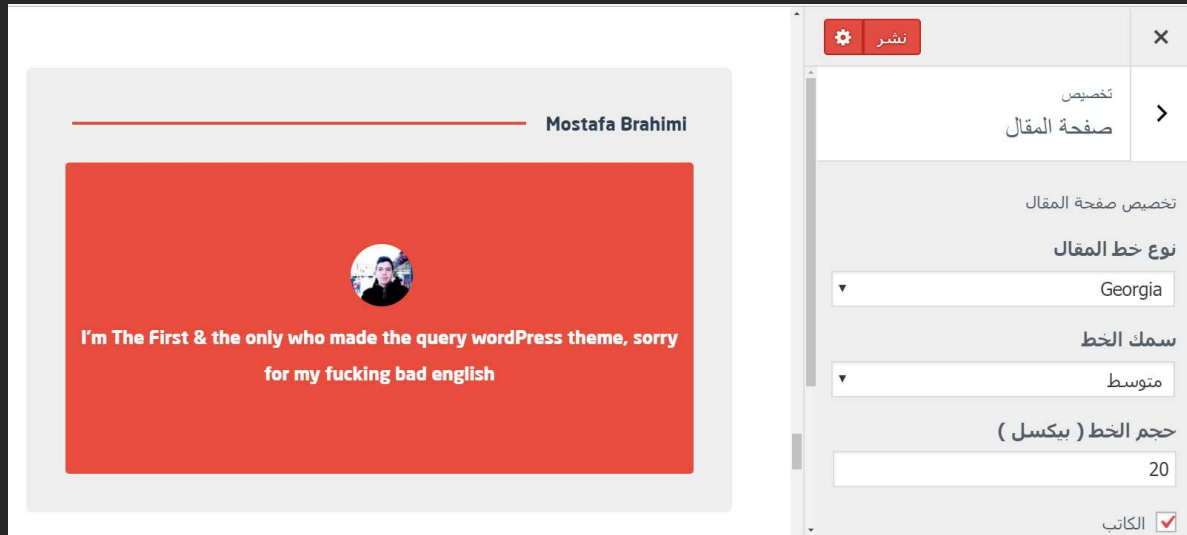 Mostafa Brahimi
I'm The First & the only who made the query wordPress theme, sorry
for my fucking bad english
نشر
تخصيص
صفحة المقال
تخصيص صفحة المقال
نوع خط المقال
Georgia
سمك الخط
متوسط
حجم الخط ( بيكسل )
20
الكاتب